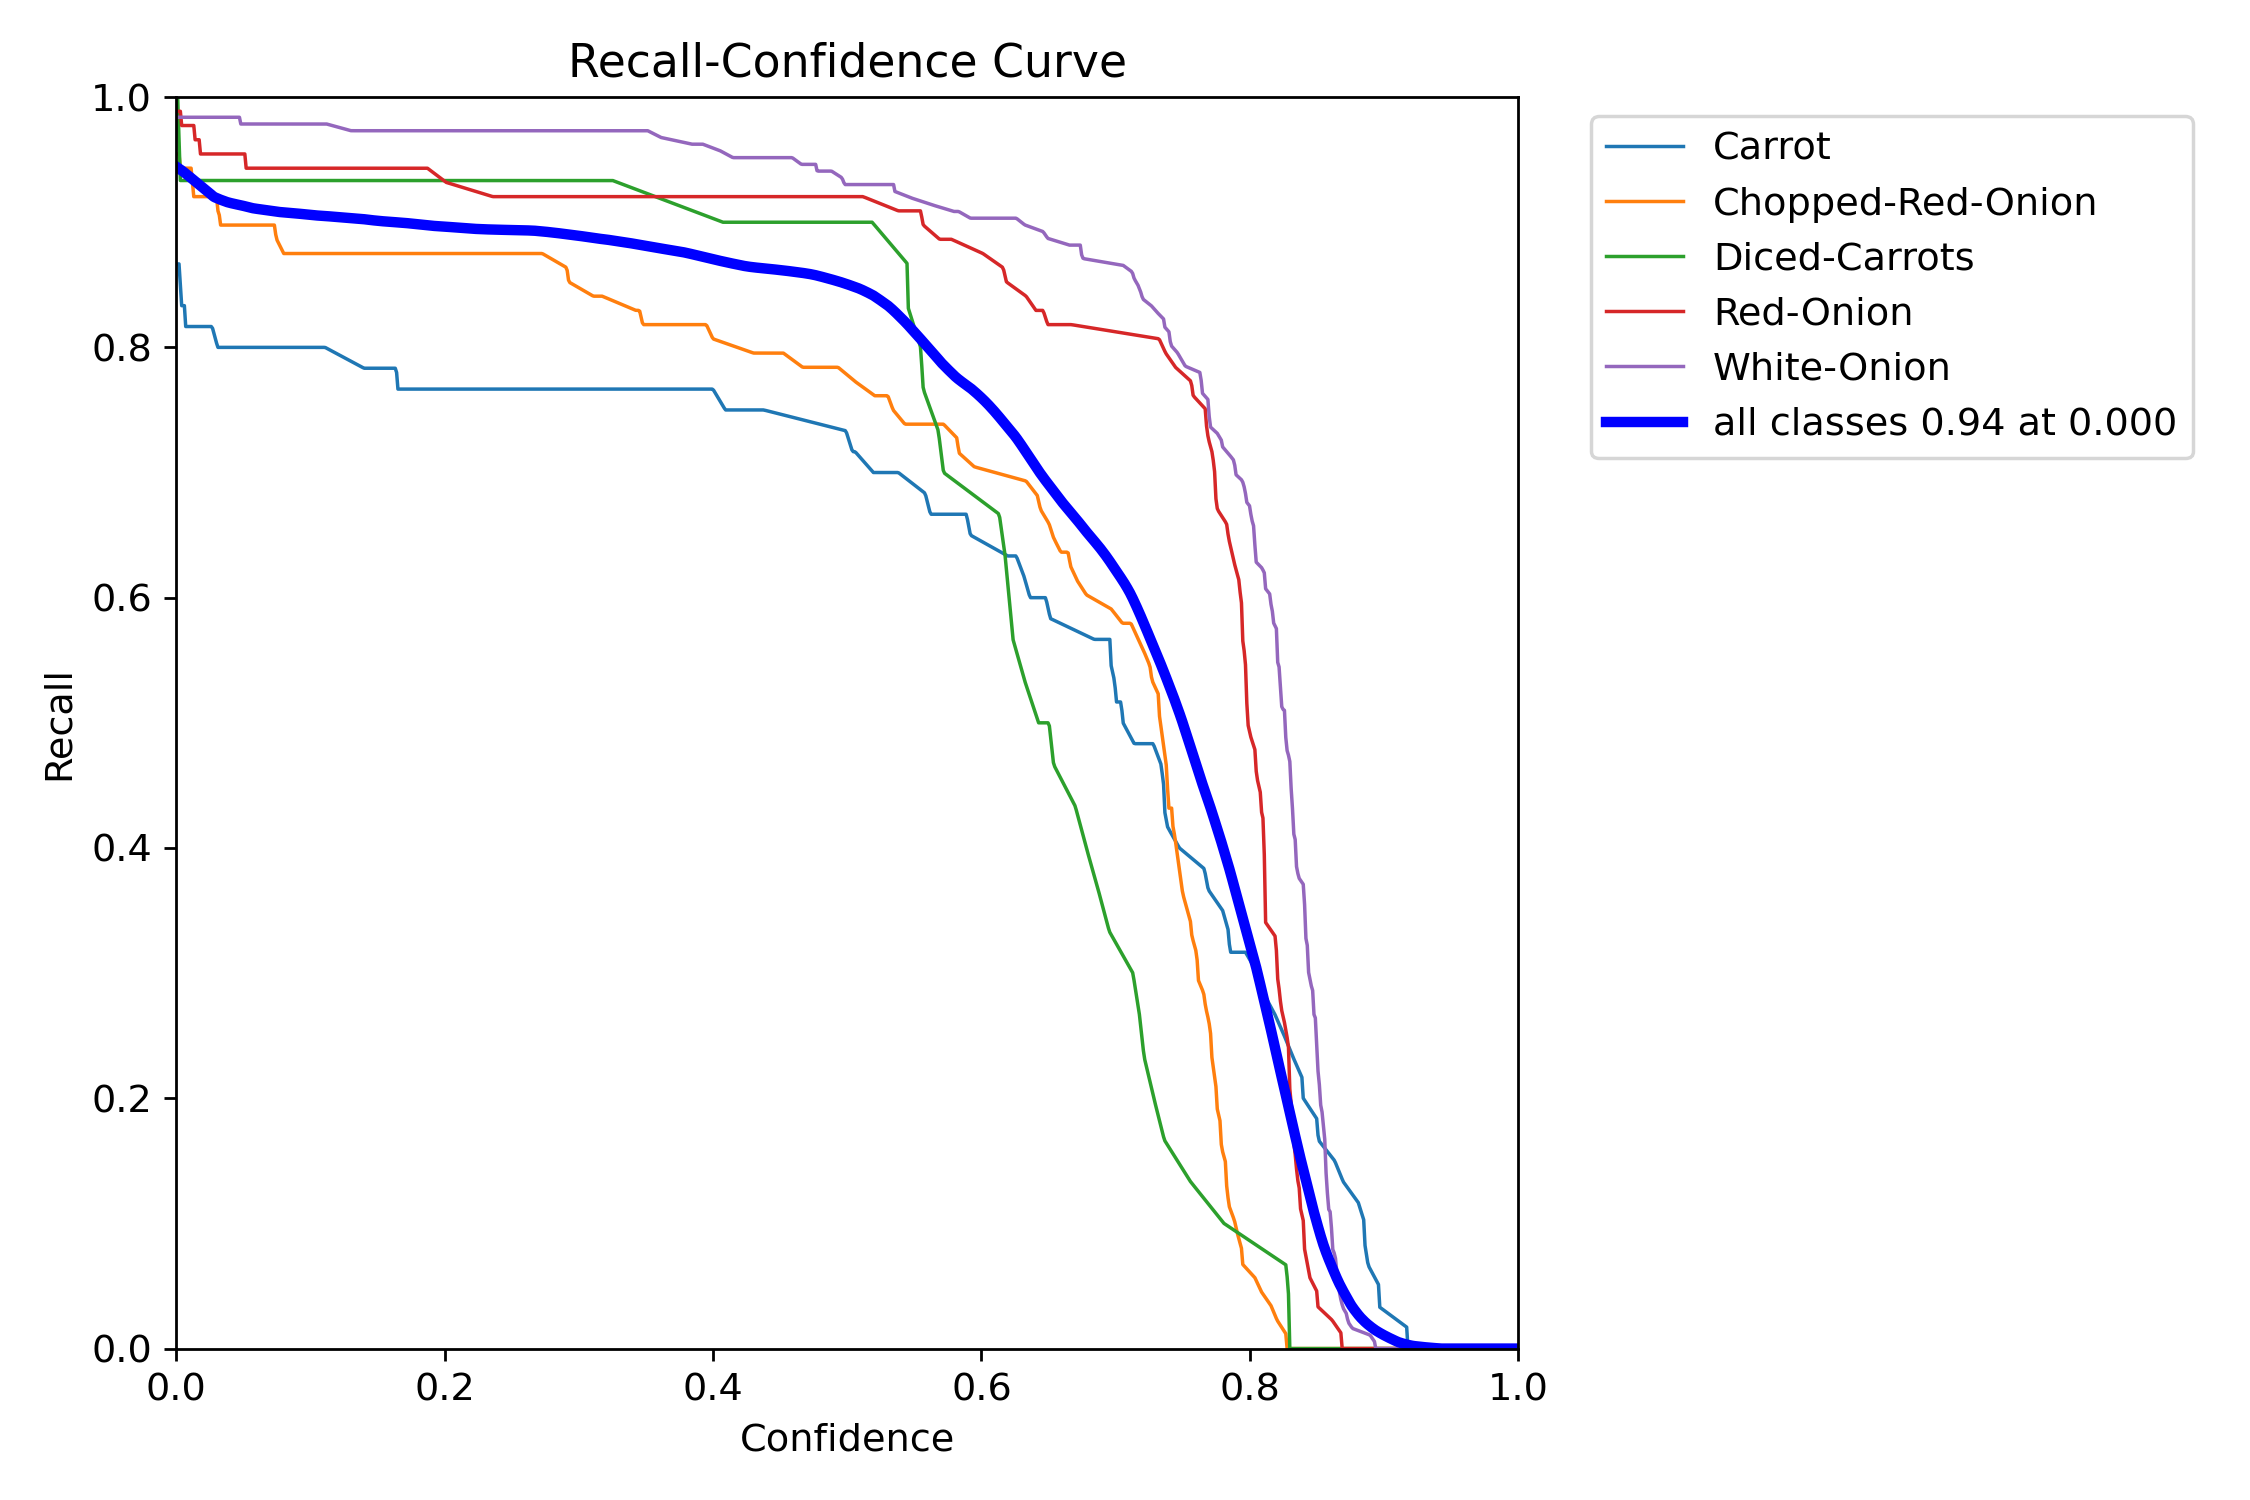 Recall-Confidence Curve
1.0
0.8
0.6
0.4
0.2
0.0
Recall
0.0 0.2 0.4 0.6 0.8 1.0
Confidence
Carrot
Chopped-Red-Onion
Diced-Carrots
Red-Onion
White-Onion
all classes 0.94 at 0.000